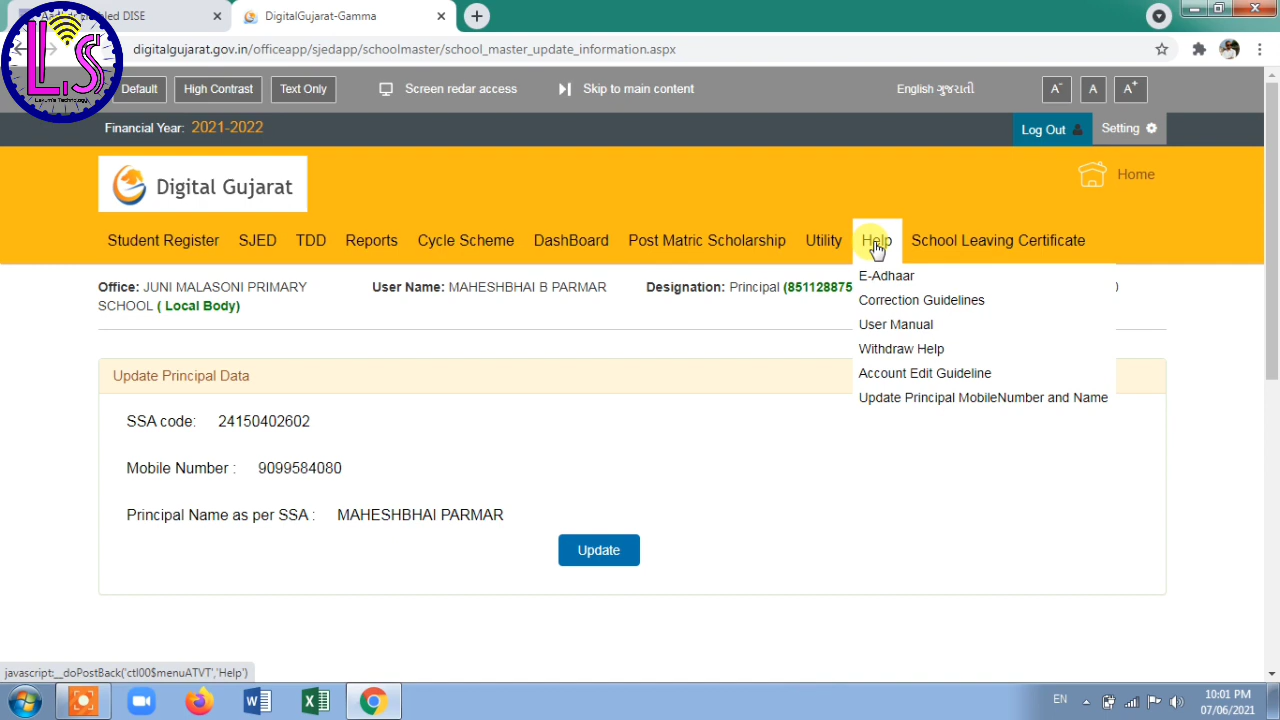 Aadhar enabled DISE
DigitalGujarat-Gamma
digitalgujarat.gov.in/officeapp/sjedapp/schoolmaster/school_master_update_information.aspx
L.S
Default High Contrast Text Only Screen redar access Skip to main content English ગુજરાતી A- A A+
Financial Year: 2021-2022 Log Out Setting
Digital Gujarat Home
Student Register SJED TDD Reports Cycle Scheme DashBoard Post Matric Scholarship Utility Help School Leaving Certificate
E-Adhaar
Correction Guidelines
User Manual
Withdraw Help
Account Edit Guideline
Update Principal MobileNumber and Name
Office: JUNI MALASONI PRIMARY User Name: MAHESHBHAI B PARMAR Designation: Principal (851128875 )
SCHOOL ( Local Body)
Update Principal Data
SSA code: 24150402602
Mobile Number : 9099584080
Principal Name as per SSA : MAHESHBHAI PARMAR
Update
javascript:__doPostBack('ctl00$menuATVT','Help')
EN 10:01 PM
07/06/2021